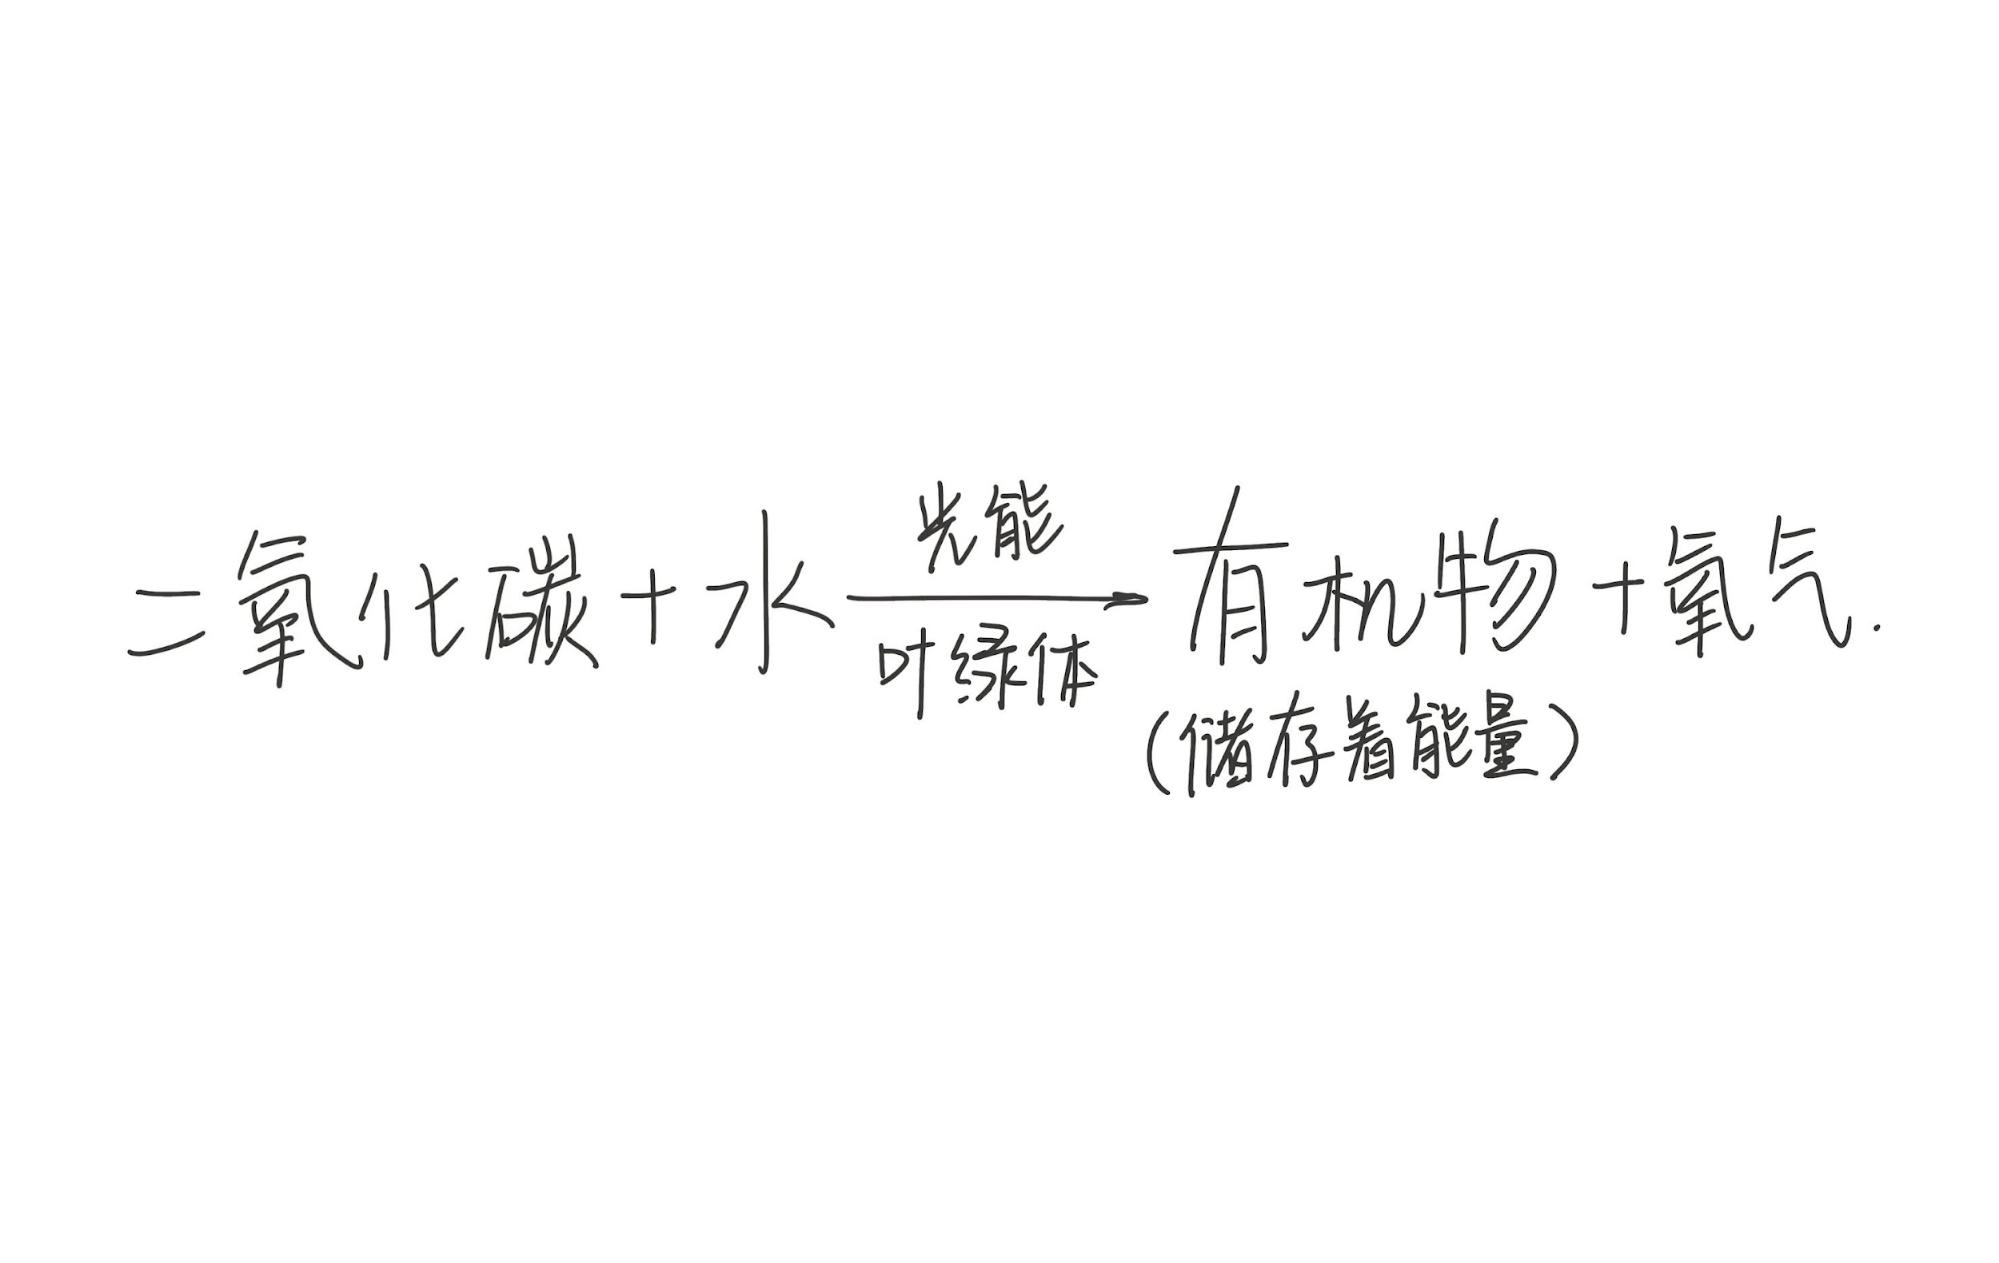 光能
二氧化碳+水 → 有机物+氧气.
叶绿体
(储存着能量)